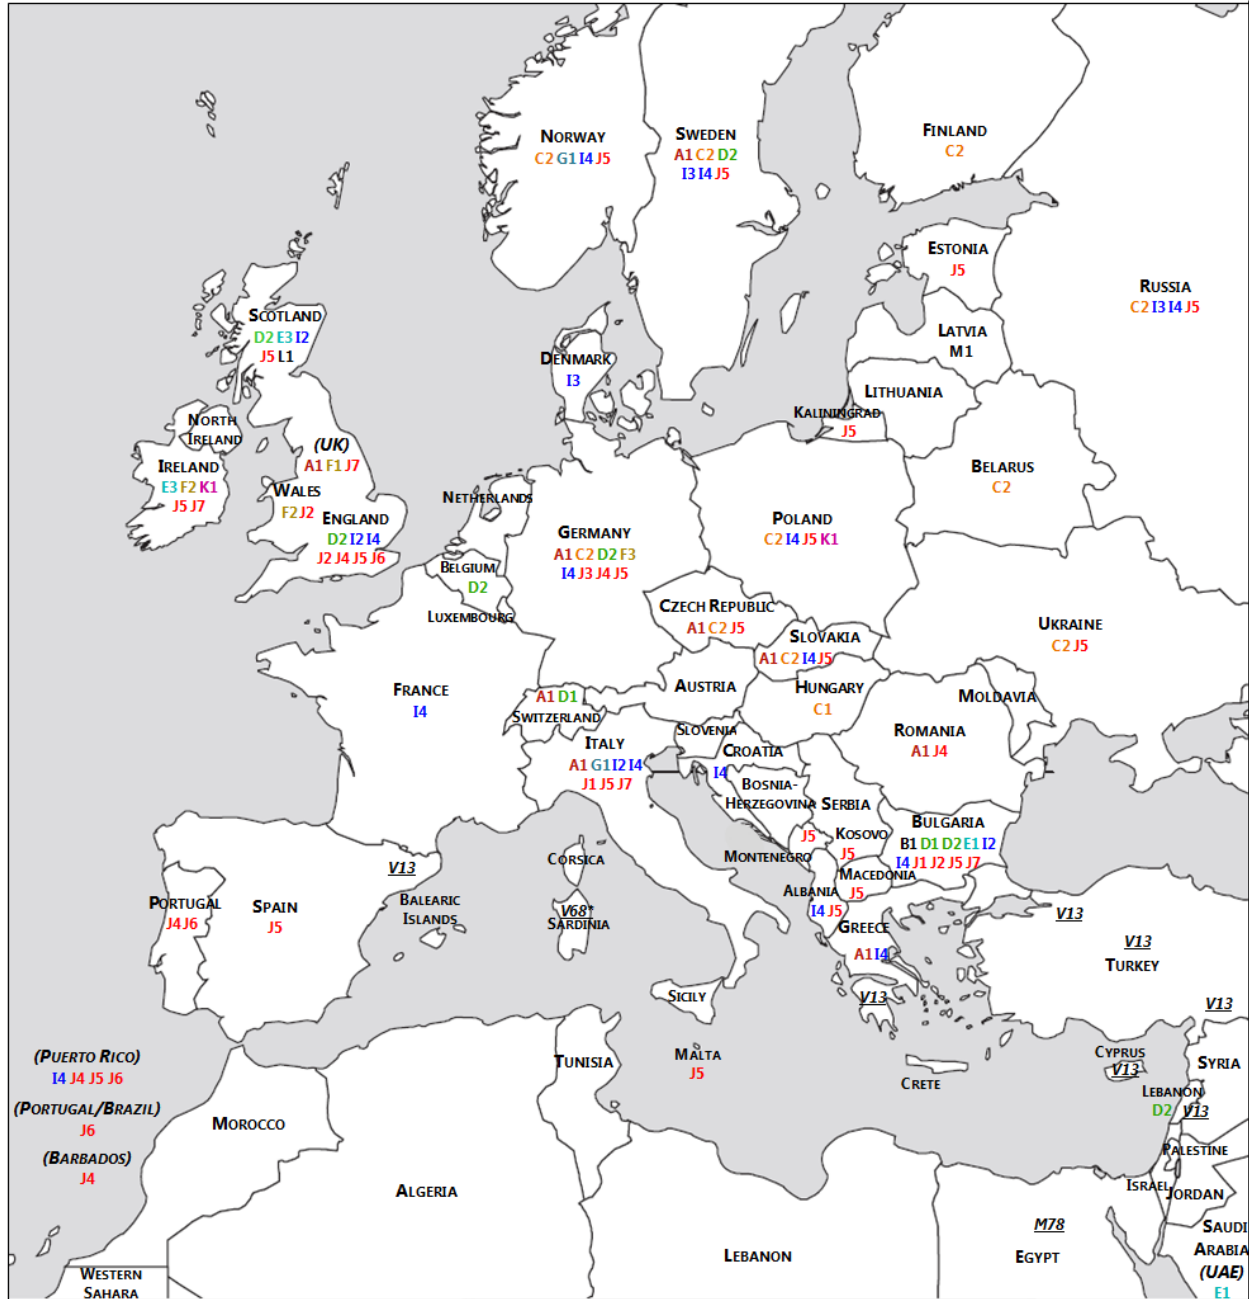 NORWAY
C2 G1 I4 J5
SWEDEN
A1 C2 D2
I3 I4 J5
FINLAND
C2
ESTONIA
J5
RUSSIA
C2 I3 I4 J5
SCOTLAND
D2 E3 I2
J5 L1
LATVIA
M1
DENMARK
I3
LITHUANIA
KALININGRAD
J5
NORTH
IRELAND
(UK)
A1 F1 J7
IRELAND
E3 F2 K1
J5 J7
BELARUS
C2
WALES
F2 J2
NETHERLANDS
ENGLAND
D2 I2 I4
J2 J4 J5 J6
GERMANY
A1 C2 D2 F3
I4 J3 J4 J5
POLAND
C2 I4 J5 K1
BELGIUM
D2
LUXEMBOURG
CZECH REPUBLIC
A1 C2 J5
SLOVAKIA
A1 C2 I4 J5
UKRAINE
C2 J5
FRANCE
I4
A1 D1
SWITZERLAND
AUSTRIA
HUNGARY
C1
MOLDAVIA
ROMANIA
A1 J4
SLOVENIA
ITALY
A1 G1 I2 I4
J1 J5 J7
CROATIA
I4
BOSNIA-
HERZEGOVINA
SERBIA
BULGARIA
B1 D1 D2 E1 I2
I4 J1 J2 J5 J7
J5
KOSOVO
J5
MONTENEGRO
MACEDONIA
J5
ALBANIA
I4 J5
CORSICA
V13
BALEARIC
ISLANDS
PORTUGAL
J4 J6
SPAIN
J5
V68*
SARDINIA
GREECE
A1 I4
V13
V13
V13
TURKEY
SICILY
V13
MALTA
J5
TUNISIA
CRETE
CYPRUS
V13
SYRIA
LEBANON
D2
V13
(PUERTO RICO)
I4 J4 J5 J6
(PORTUGAL/BRAZIL)
J6
(BARBADOS)
J4
MOROCCO
ALGERIA
PALESTINE
ISRAEL
JORDAN
LEBANON
M78
EGYPT
SAUDI
ARABIA
(UAE)
E1
WESTERN
SAHARA